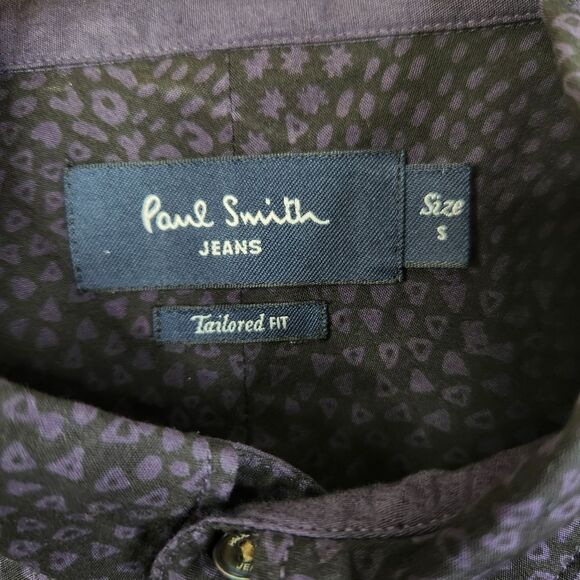 Paul Smith
JEANS
Size
S
Tailored FIT